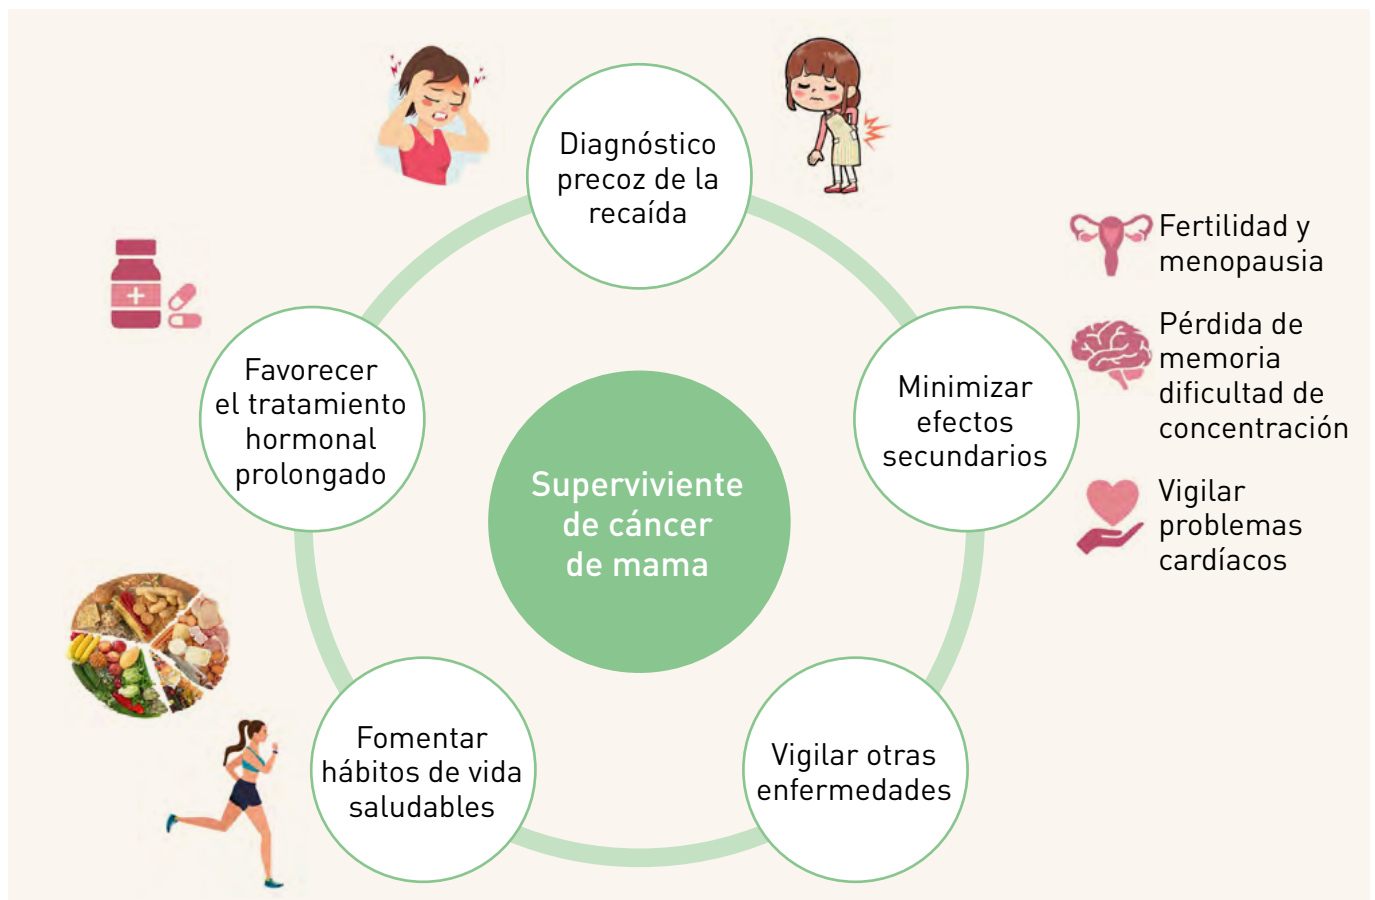 Diagnóstico
precoz de la
recaída
Fertilidad y
menopausia
Pérdida de
memoria
dificultad de
concentración
Vigilar
problemas
cardíacos
Minimizar
efectos
secundarios
Favorecer
el tratamiento
hormonal
prolongado
Superviviente
de cáncer
de mama
Fomentar
hábitos de vida
saludables
Vigilar otras
enfermedades